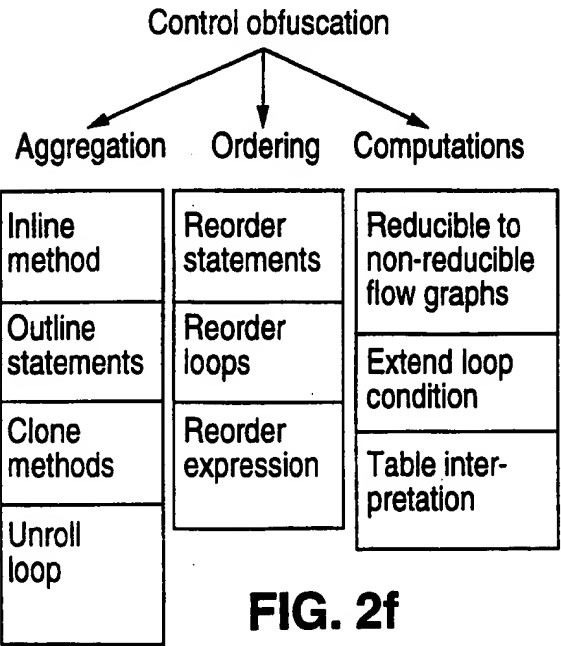 Control obfuscation
Aggregation
Ordering
Computations
Inline
method
Outline
statements
Clone
methods
Unroll
loop
Reorder
statements
Reorder
loops
Reorder
expression
Reducible to
non-reducible
flow graphs
Extend loop
condition
Table inter-
pretation
FIG. 2f